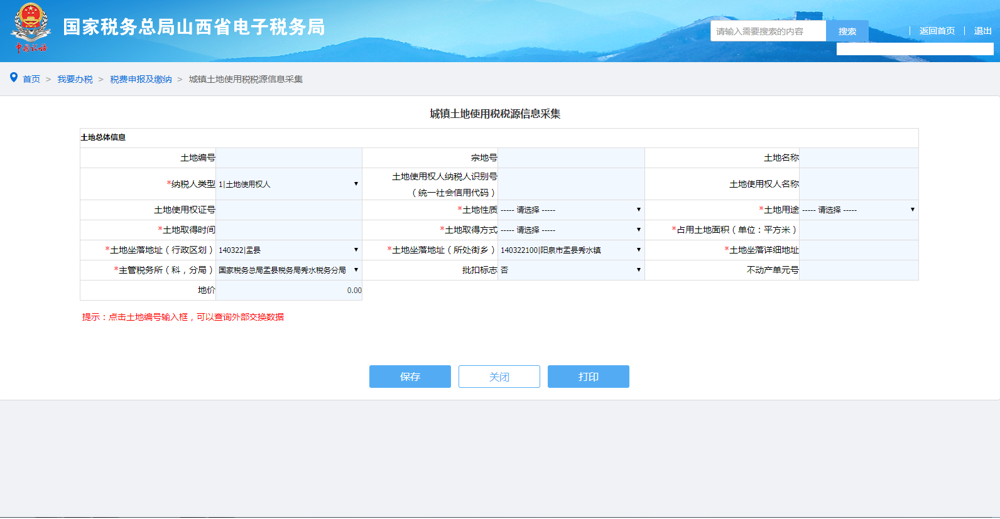 国家税务总局山西省电子税务局
中国税务
请输入需要搜索的内容 搜索 | 返回首页 | 退出
首页 > 我要办税 > 税费申报及缴纳 > 城镇土地使用税税源信息采集
城镇土地使用税税源信息采集
土地总体信息
土地编号 宗地号 土地名称
*纳税人类型 1|土地使用权人 土地使用权人纳税人识别号 土地使用权人名称
（统一社会信用代码）
土地使用权证号 *土地性质 ----- 请选择 ----- *土地用途 ----- 请选择 -----
*土地取得时间 *土地取得方式 ----- 请选择 ----- *占用土地面积（单位：平方米）
*土地坐落地址（行政区划） 140322|盂县 *土地坐落地址（所处街乡） 140322100|阳泉市盂县秀水镇 *土地坐落详细地址
*主管税务所（科，分局） 国家税务总局盂县税务局秀水税务分局 批扣标志 否 不动产单元号
地价 0.00
提示：点击土地编号输入框，可以查询外部交换数据
保存 关闭 打印